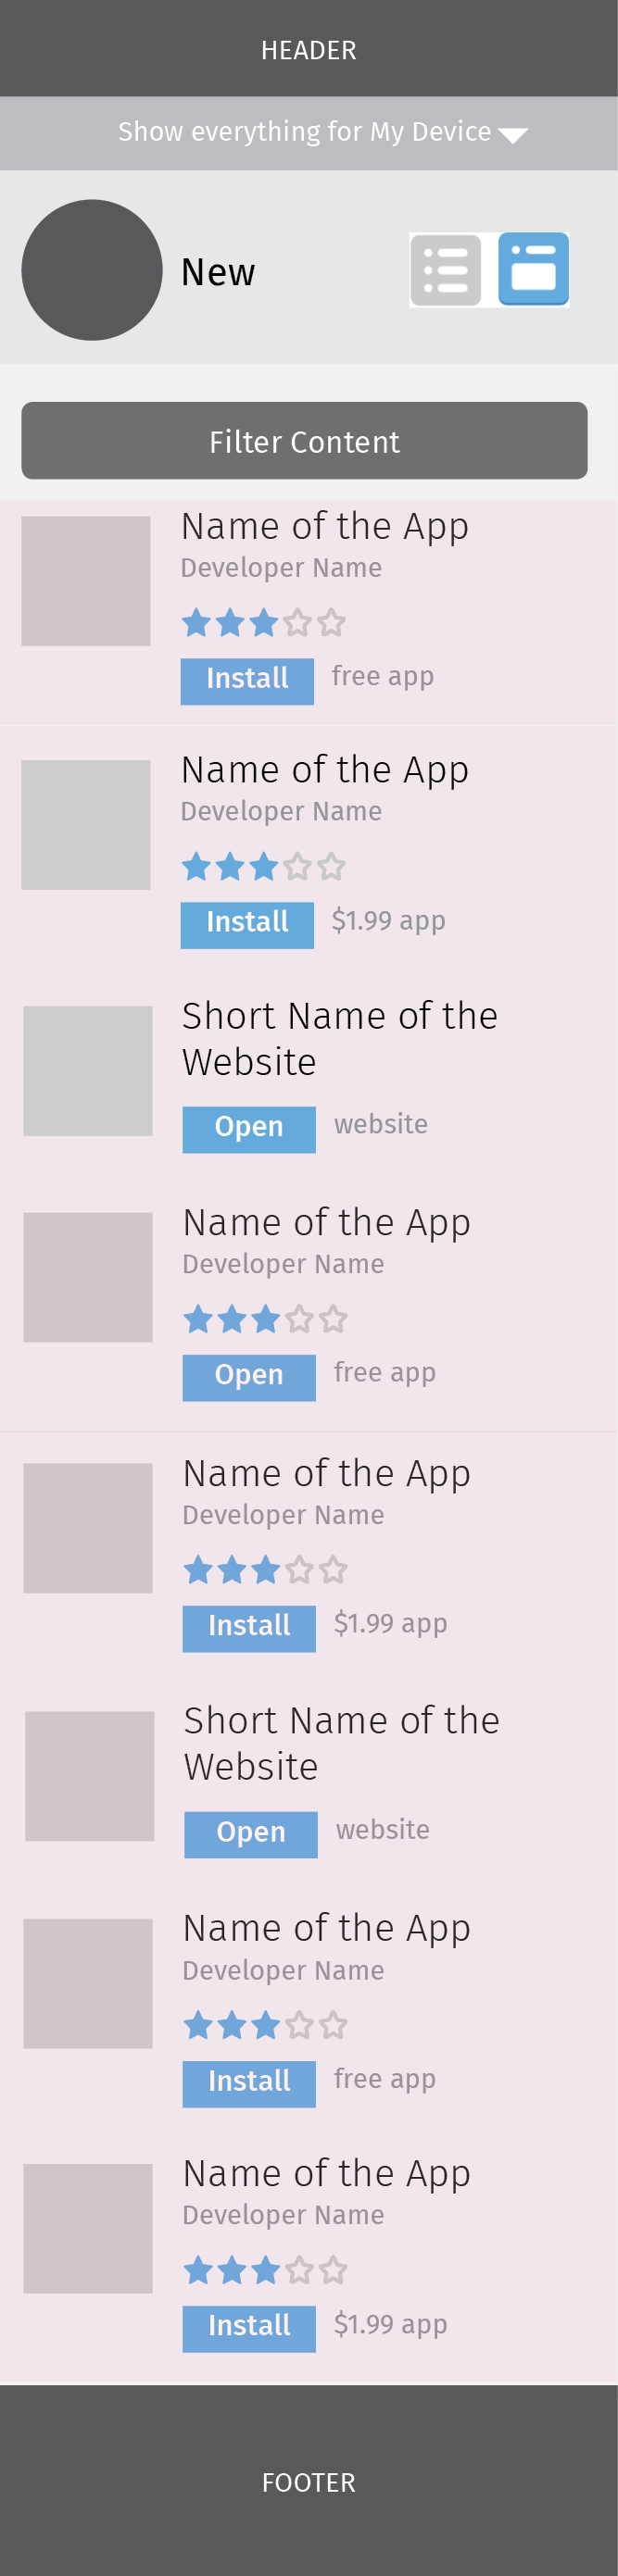 HEADER
Show everything for My Device
New
Filter Content
Name of the App
Developer Name
Install free app
Name of the App
Developer Name
Install $1.99 app
Short Name of the
Website
Open website
Name of the App
Developer Name
Open free app
Name of the App
Developer Name
Install $1.99 app
Short Name of the
Website
Open website
Name of the App
Developer Name
Install free app
Name of the App
Developer Name
Install $1.99 app
FOOTER